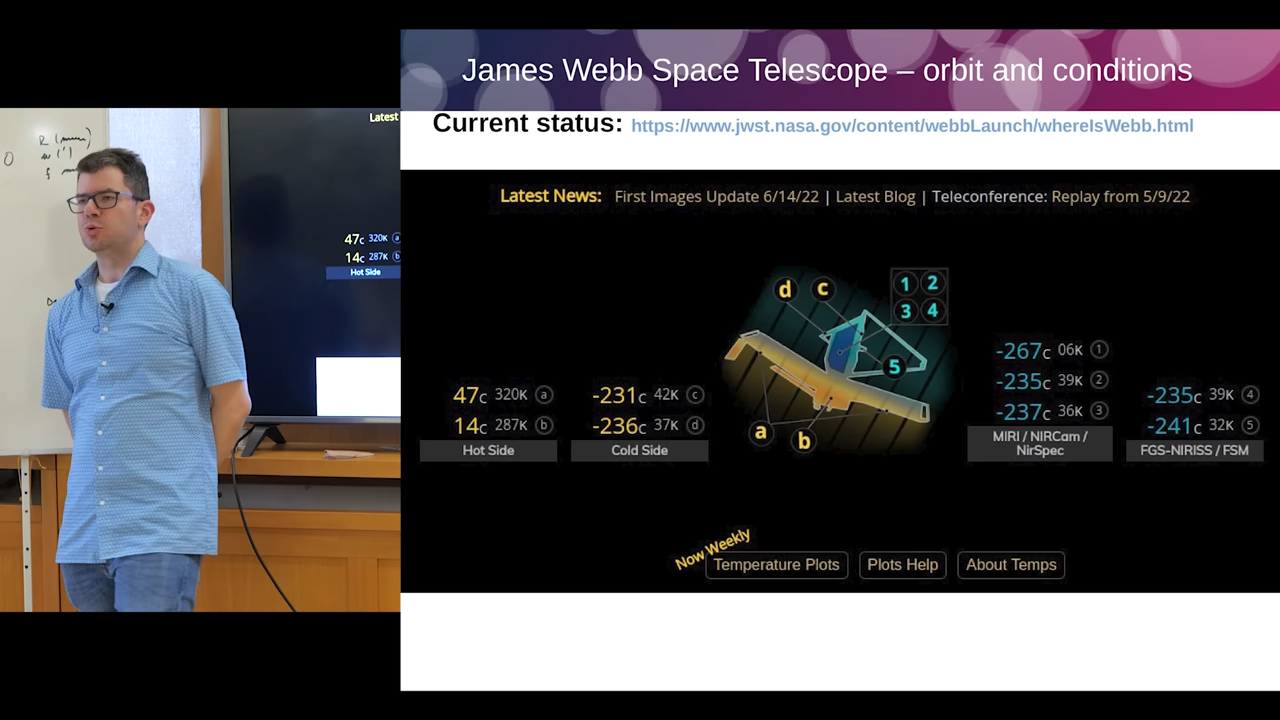 James Webb Space Telescope – orbit and conditions
Current status: https://www.jwst.nasa.gov/content/webbLaunch/whereIsWebb.html
Latest News: First Images Update 6/14/22 | Latest Blog | Teleconference: Replay from 5/9/22
d c 1 2
3 4
5
a b
47c 320K a
14c 287K b
Hot Side
-231c 42K c
-236c 37K d
Cold Side
-267c 06K 1
-235c 39K 2
-237c 36K 3
MIRI / NIRCam /
NirSpec
-235c 39K 4
-241c 32K 5
FGS-NIRISS / FSM
Now Weekly
Temperature Plots Plots Help About Temps
Latest
47c 320K a
14c 287K b
Hot Side